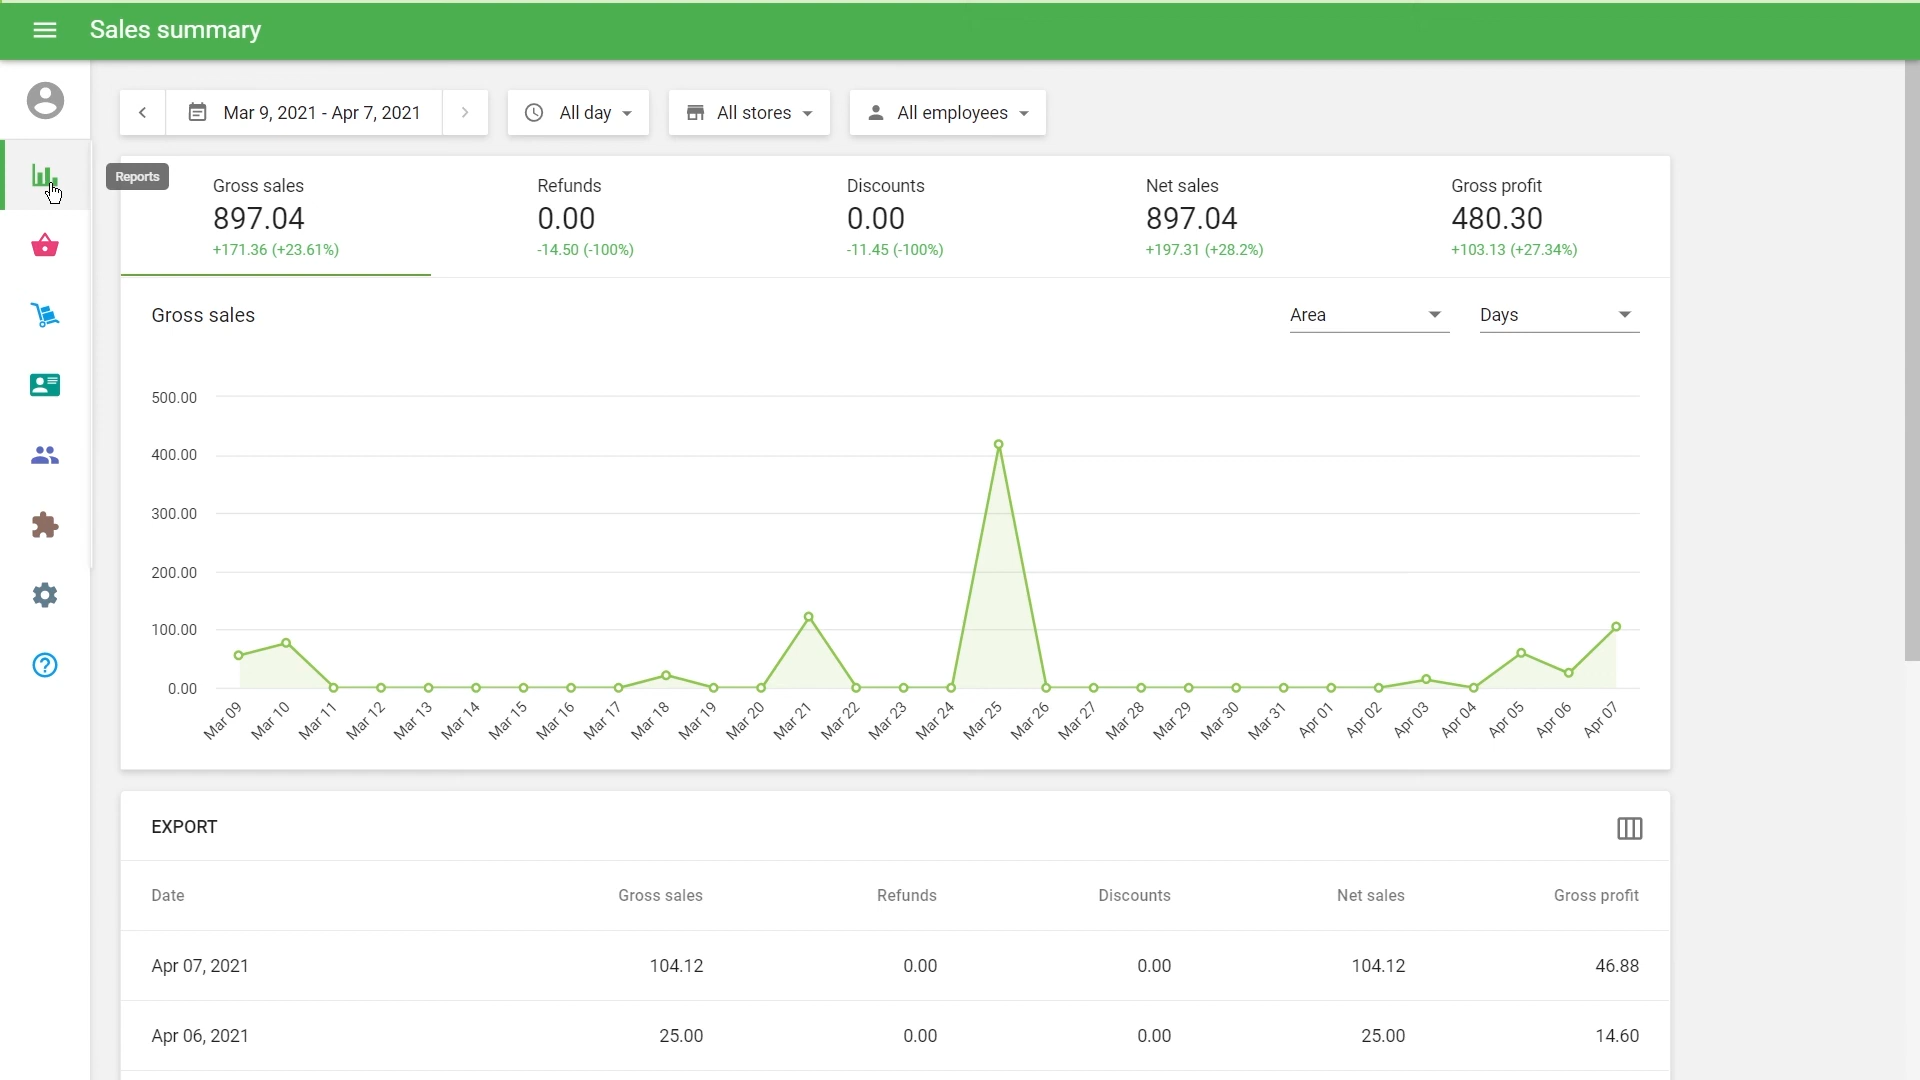 Sales summary
Mar 9, 2021 - Apr 7, 2021
All day
All stores
All employees
Reports
Gross sales
897.04
+171.36 (+23.61%)
Refunds
0.00
-14.50 (-100%)
Discounts
0.00
-11.45 (-100%)
Net sales
897.04
+197.31 (+28.2%)
Gross profit
480.30
+103.13 (+27.34%)
Gross sales
Area
Days
500.00
400.00
300.00
200.00
100.00
0.00
Mar 09
Mar 10
Mar 11
Mar 12
Mar 13
Mar 14
Mar 15
Mar 16
Mar 17
Mar 18
Mar 19
Mar 20
Mar 21
Mar 22
Mar 23
Mar 24
Mar 25
Mar 26
Mar 27
Mar 28
Mar 29
Mar 30
Mar 31
Apr 01
Apr 02
Apr 03
Apr 04
Apr 05
Apr 06
Apr 07
EXPORT
Date Gross sales Refunds Discounts Net sales Gross profit
Apr 07, 2021 104.12 0.00 0.00 104.12 46.88
Apr 06, 2021 25.00 0.00 0.00 25.00 14.60